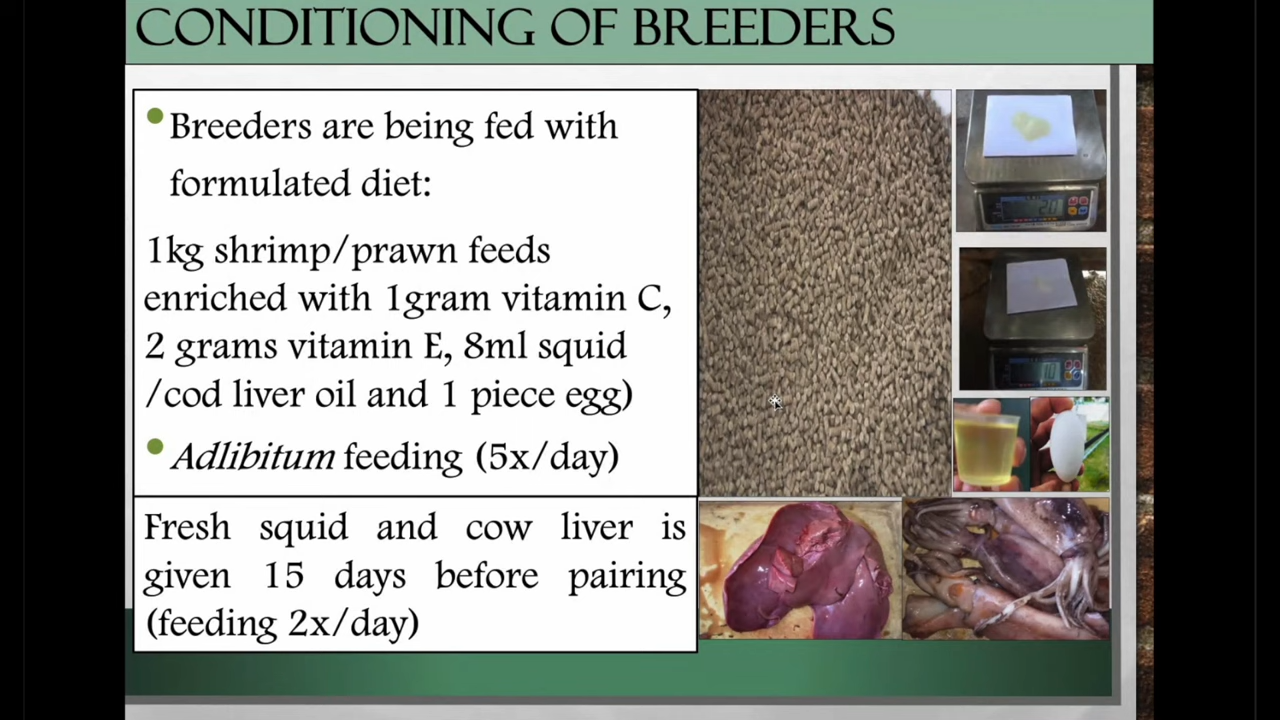 CONDITIONING OF BREEDERS
Breeders are being fed with
formulated diet:
1kg shrimp/prawn feeds
enriched with 1gram vitamin C,
2 grams vitamin E, 8ml squid
/cod liver oil and 1 piece egg)
Adlibitum feeding (5x/day)
Fresh squid and cow liver is
given 15 days before pairing
(feeding 2x/day)